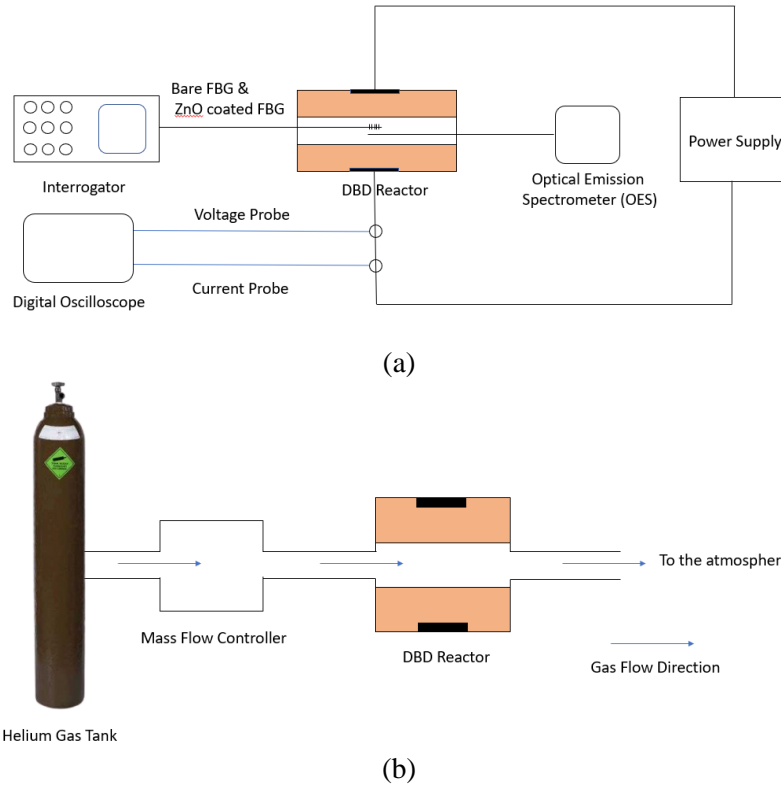 Bare FBG &
ZnO coated FBG
Interrogator
DBD Reactor
Optical Emission
Spectrometer (OES)
Power Supply
Voltage Probe
Current Probe
Digital Oscilloscope
(a)
To the atmospher
Mass Flow Controller
DBD Reactor
Gas Flow Direction
Helium Gas Tank
(b)